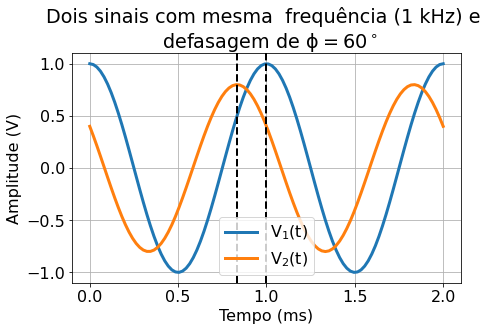 Dois sinais com mesma  frequência (1 kHz) e
defasagem de ϕ = 60°
Amplitude (V)
1.0
0.5
0.0
−0.5
−1.0
V₁(t)
V₂(t)
0.0 0.5 1.0 1.5 2.0
Tempo (ms)